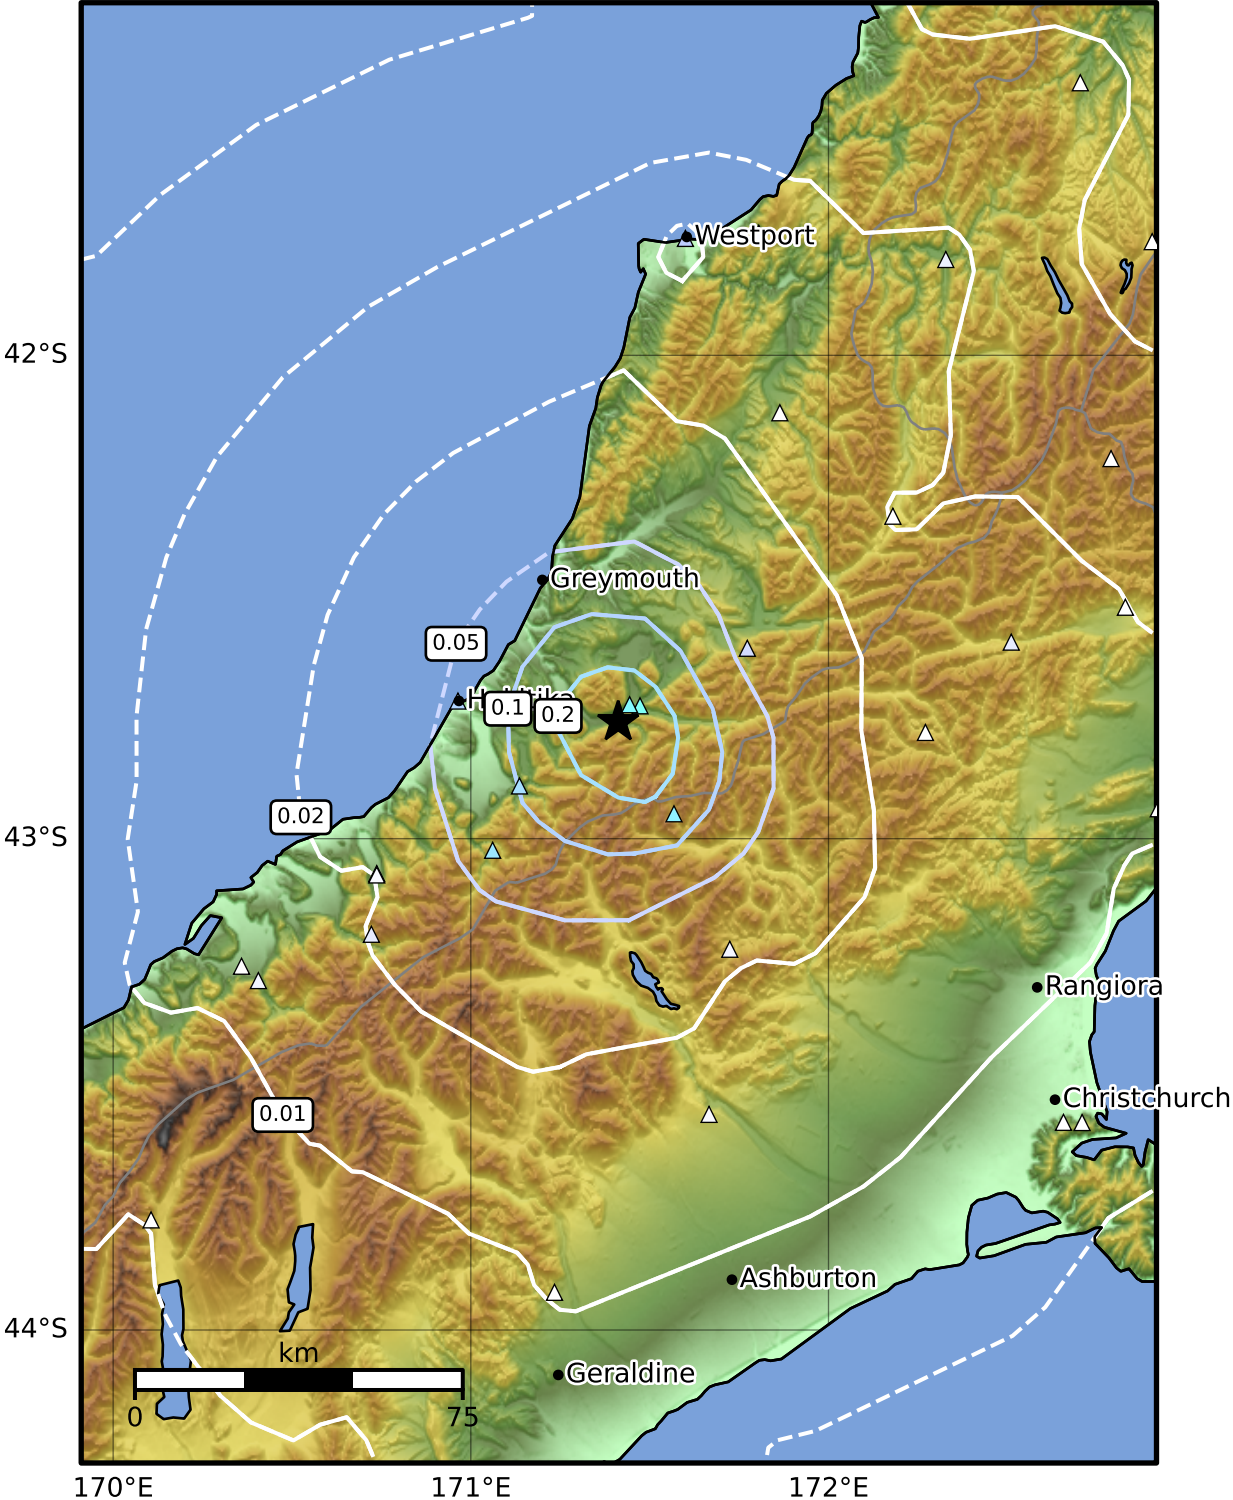 Westport
42°S
Greymouth
0.05
0.1
0.2
0.02
43°S
Rangiora
Christchurch
0.01
Ashburton
44°S
km
0
75
Geraldine
170°E
171°E
172°E